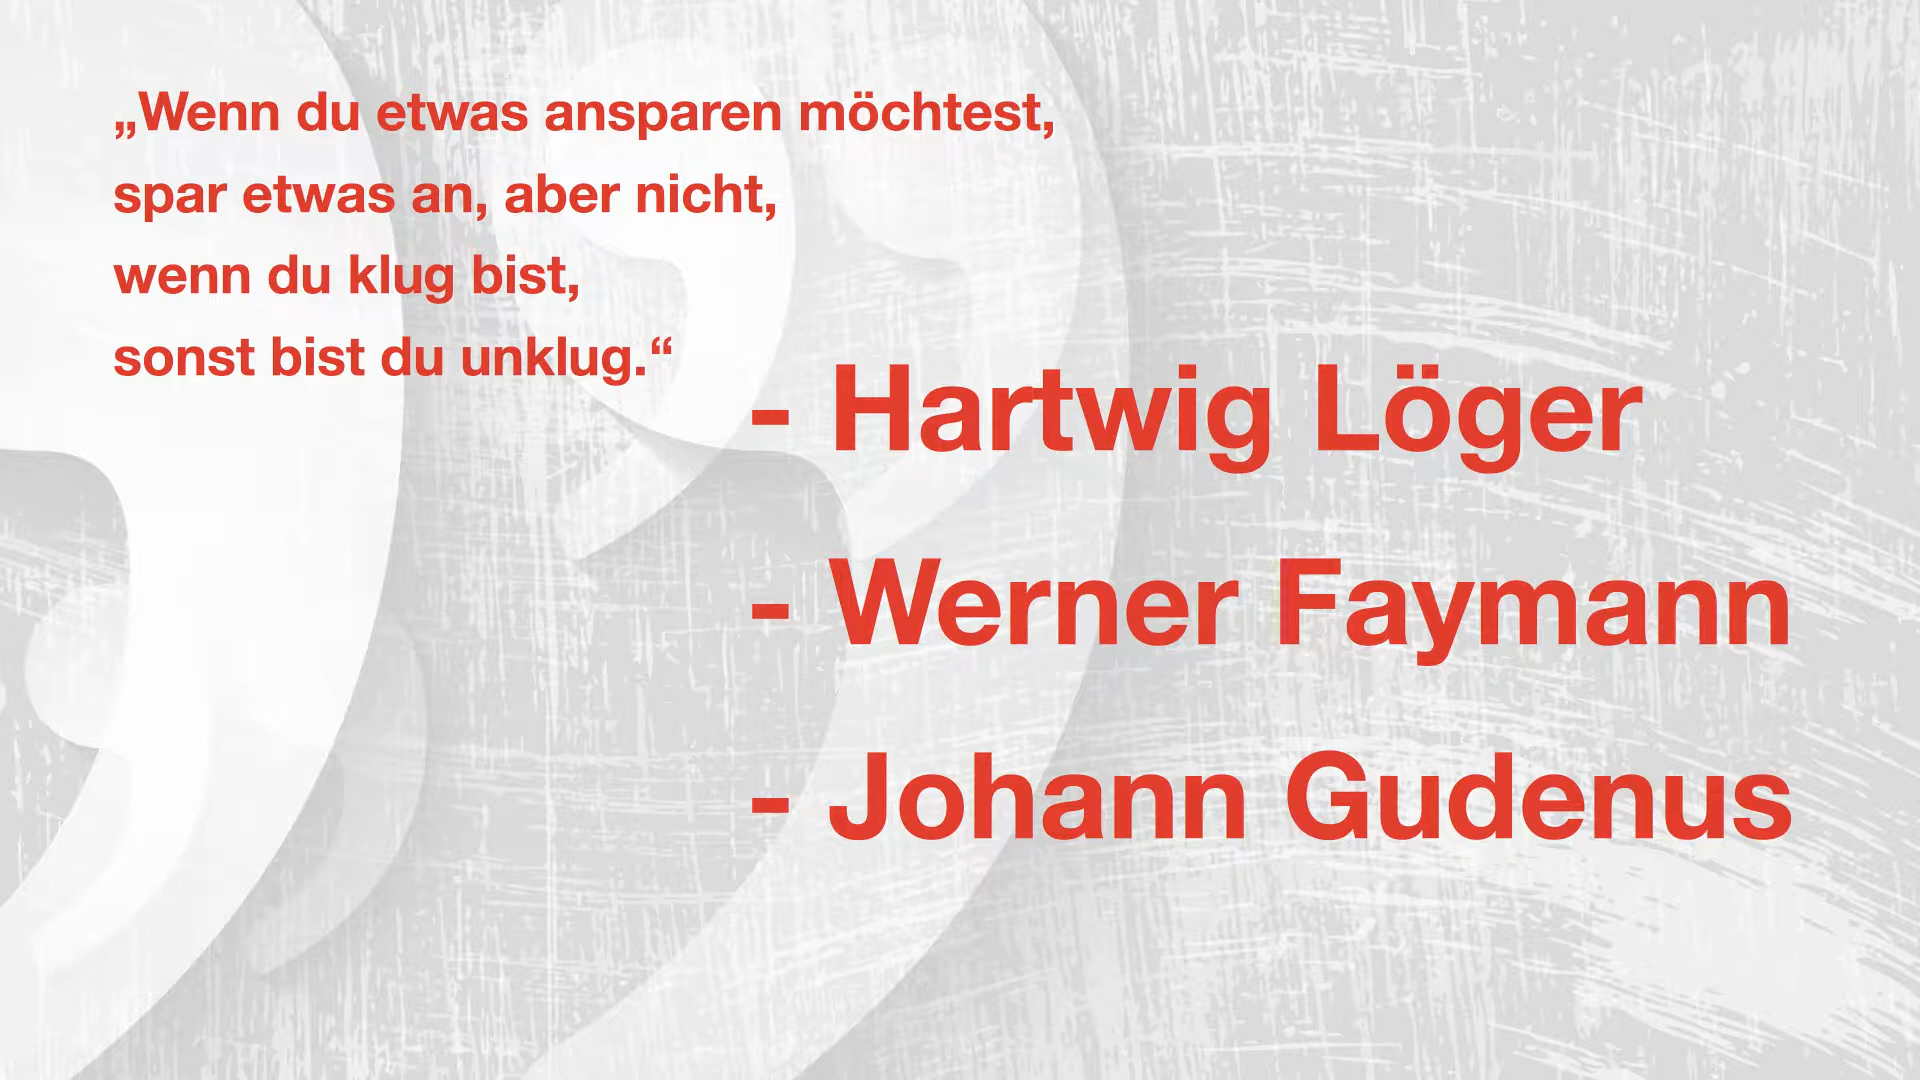 „Wenn du etwas ansparen möchtest,
spar etwas an, aber nicht,
wenn du klug bist,
sonst bist du unklug.“
- Hartwig Löger
- Werner Faymann
- Johann Gudenus